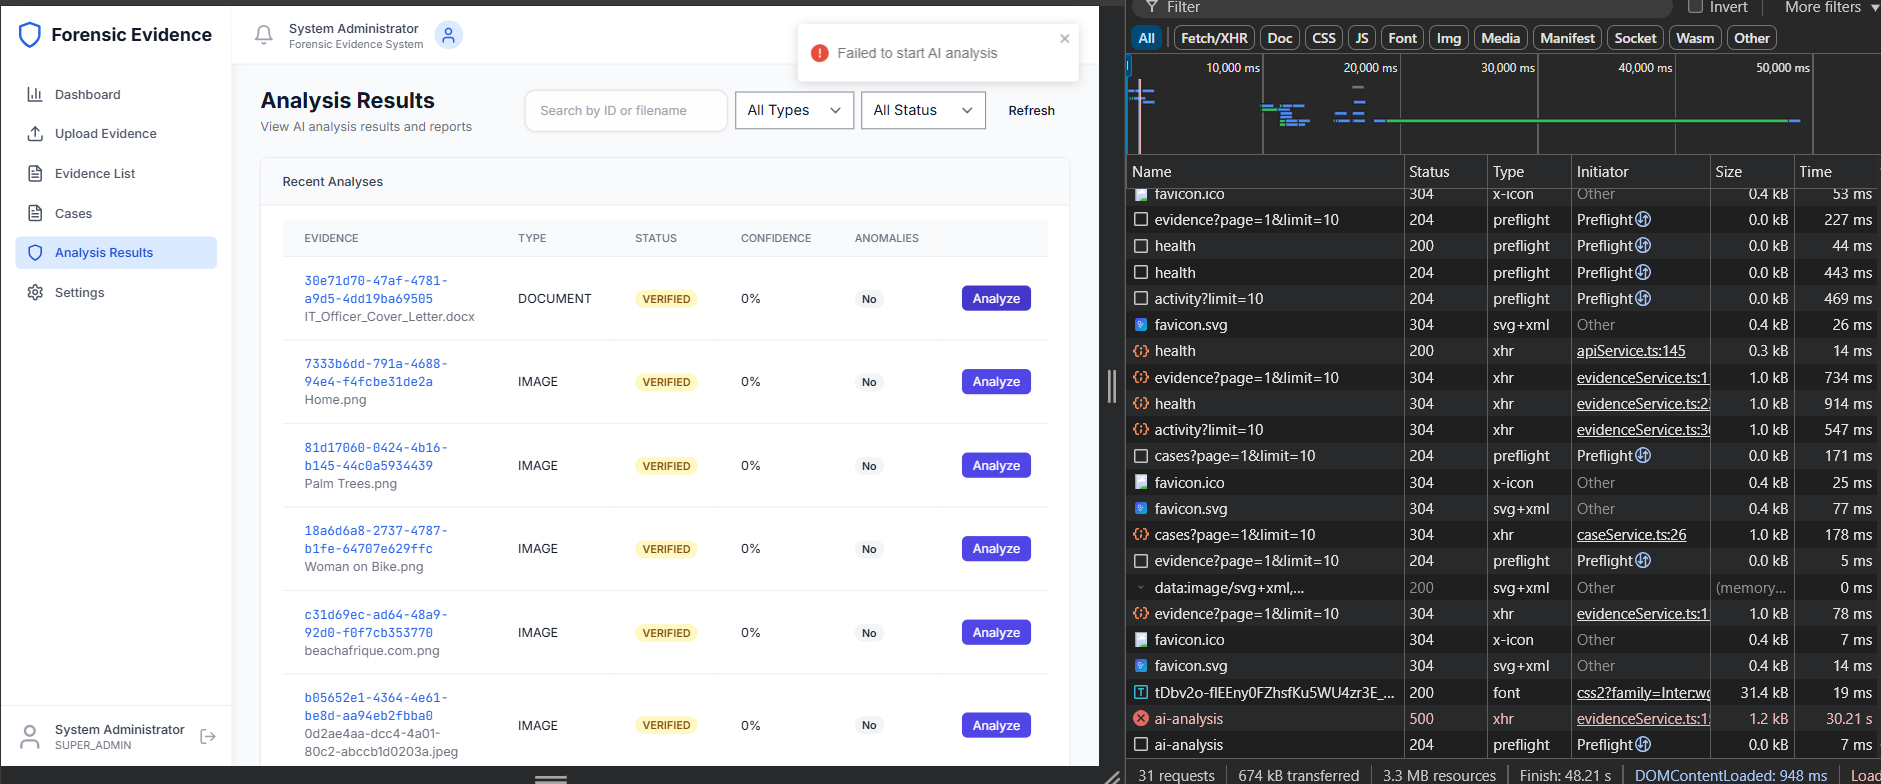 Forensic Evidence
System Administrator
Forensic Evidence System
Failed to start AI analysis
Dashboard
Upload Evidence
Evidence List
Cases
Analysis Results
Settings
Analysis Results
View AI analysis results and reports
Search by ID or filename
All Types
All Status
Refresh
Recent Analyses
EVIDENCE TYPE STATUS CONFIDENCE ANOMALIES
30e71d70-47af-4781-
a9d5-4dd19ba69505
IT_Officer_Cover_Letter.docx
DOCUMENT VERIFIED 0% No Analyze
7333b6dd-791a-4688-
94e4-f4fcbe31de2a
Home.png
IMAGE VERIFIED 0% No Analyze
81d17060-0424-4b16-
b145-44c0a5934439
Palm Trees.png
IMAGE VERIFIED 0% No Analyze
18a6d6a8-2737-4787-
b1fe-64707e629ffc
Woman on Bike.png
IMAGE VERIFIED 0% No Analyze
c31d69ec-ad64-48a9-
92d0-f0f7cb353770
beachafrique.com.png
IMAGE VERIFIED 0% No Analyze
b05652e1-4364-4e61-
be8d-aa94eb2fbba0
0d2ae4aa-dcc4-4a01-
80c2-abccb1d0203a.jpeg
IMAGE VERIFIED 0% No Analyze
System Administrator
SUPER_ADMIN
Filter Invert More filters
All Fetch/XHR Doc CSS JS Font Img Media Manifest Socket Wasm Other
10,000 ms 20,000 ms 30,000 ms 40,000 ms 50,000 ms
Name Status Type Initiator Size Time
favicon.ico 304 x-icon Other 0.4 kB 53 ms
evidence?page=1&limit=10 204 preflight Preflight 0.0 kB 227 ms
health 200 preflight Preflight 0.0 kB 44 ms
health 204 preflight Preflight 0.0 kB 443 ms
activity?limit=10 204 preflight Preflight 0.0 kB 469 ms
favicon.svg 304 svg+xml Other 0.4 kB 26 ms
health 200 xhr apiService.ts:145 0.3 kB 14 ms
evidence?page=1&limit=10 304 xhr evidenceService.ts:1 1.0 kB 734 ms
health 304 xhr evidenceService.ts:2 1.0 kB 914 ms
activity?limit=10 304 xhr evidenceService.ts:3 1.0 kB 547 ms
cases?page=1&limit=10 204 preflight Preflight 0.0 kB 171 ms
favicon.ico 304 x-icon Other 0.4 kB 25 ms
favicon.svg 304 svg+xml Other 0.4 kB 77 ms
cases?page=1&limit=10 304 xhr caseService.ts:26 1.0 kB 178 ms
evidence?page=1&limit=10 204 preflight Preflight 0.0 kB 5 ms
data:image/svg+xml,... 200 svg+xml Other (memory... 0 ms
evidence?page=1&limit=10 304 xhr evidenceService.ts:1 1.0 kB 78 ms
favicon.ico 304 x-icon Other 0.4 kB 7 ms
favicon.svg 304 svg+xml Other 0.4 kB 14 ms
tDbv2o-flEEny0FZhsfKu5WU4zr3E_... 200 font css2?family=Inter:w 31.4 kB 19 ms
ai-analysis 500 xhr evidenceService.ts:1 1.2 kB 30.21 s
ai-analysis 204 preflight Preflight 0.0 kB 7 ms
31 requests 674 kB transferred 3.3 MB resources Finish: 48.21 s DOMContentLoaded: 948 ms Load